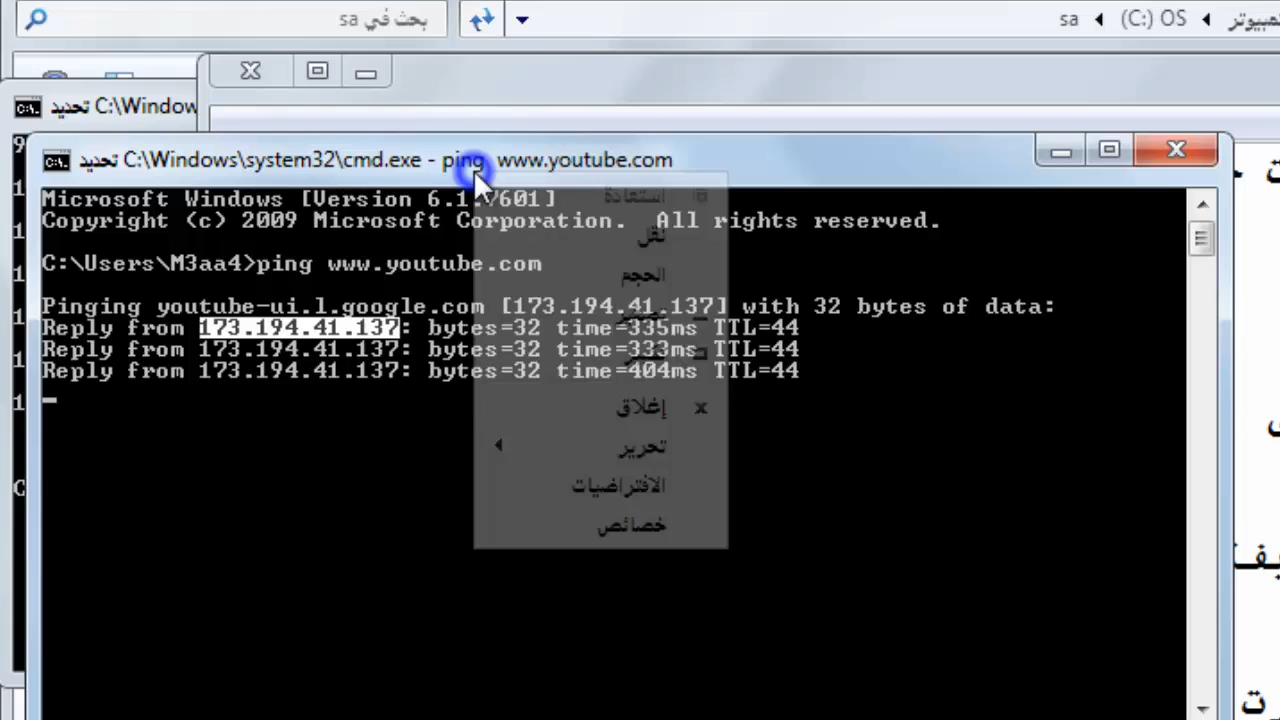 بحث في sa
sa ◄ OS (C:) ◄
تحديد C:\Window
تحديد C:\Windows\system32\cmd.exe - ping www.youtube.com
Microsoft Windows [Version 6.1.7601]
Copyright (c) 2009 Microsoft Corporation. All rights reserved.
C:\Users\M3aa4>ping www.youtube.com
Pinging youtube-ui.l.google.com [173.194.41.137] with 32 bytes of data:
Reply from 173.194.41.137: bytes=32 time=335ms TTL=44
Reply from 173.194.41.137: bytes=32 time=333ms TTL=44
Reply from 173.194.41.137: bytes=32 time=404ms TTL=44
استعادة
نقل
الحجم
إغلاق
تحرير
الافتراضيات
خصائص